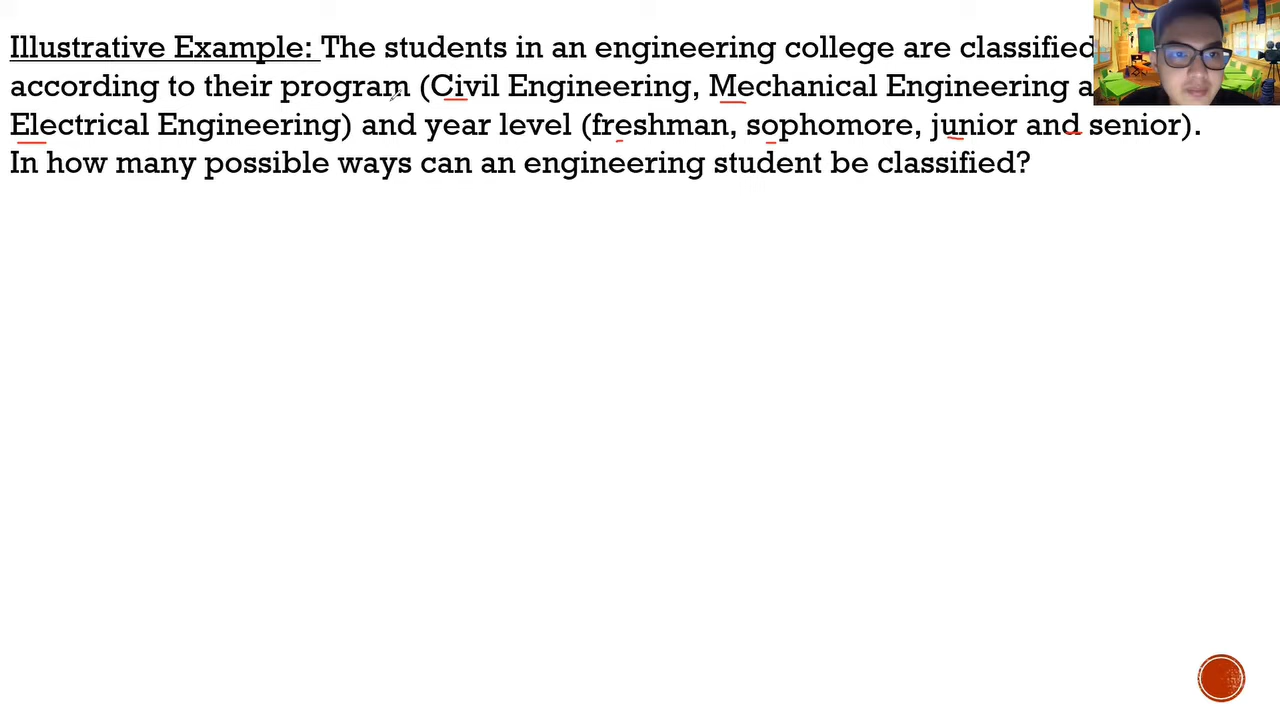 Illustrative Example: The students in an engineering college are classified
according to their program (Civil Engineering, Mechanical Engineering a
Electrical Engineering) and year level (freshman, sophomore, junior and senior).
In how many possible ways can an engineering student be classified?